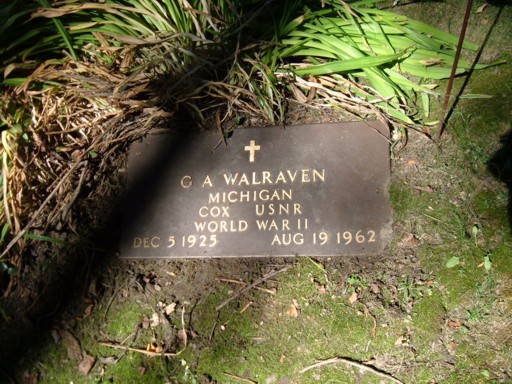 G A WALRAVEN
MICHIGAN
COX USNR
WORLD WAR II
DEC 5 1925 AUG 19 1962